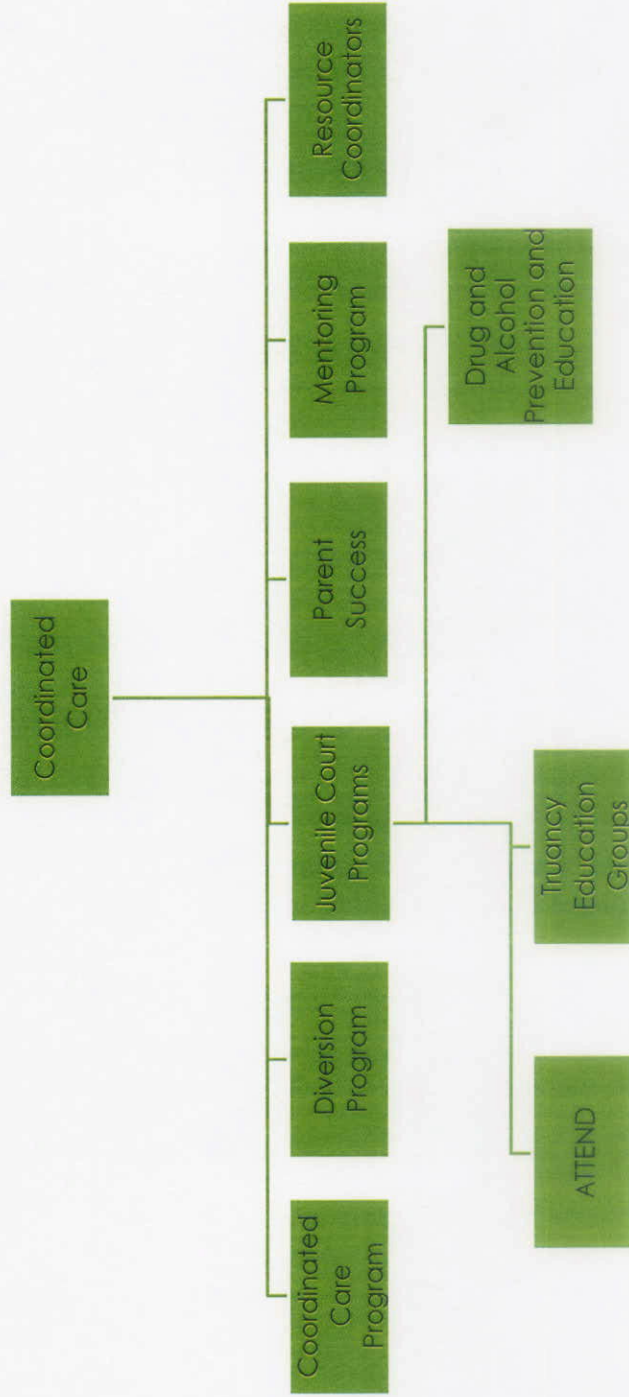 Coordinated
Care
Coordinated
Care
Program
Diversion
Program
Juvenile Court
Programs
Parent
Success
Mentoring
Program
Resource
Coordinators
ATTEND
Truancy
Education
Groups
Drug and
Alcohol
Prevention and
Education